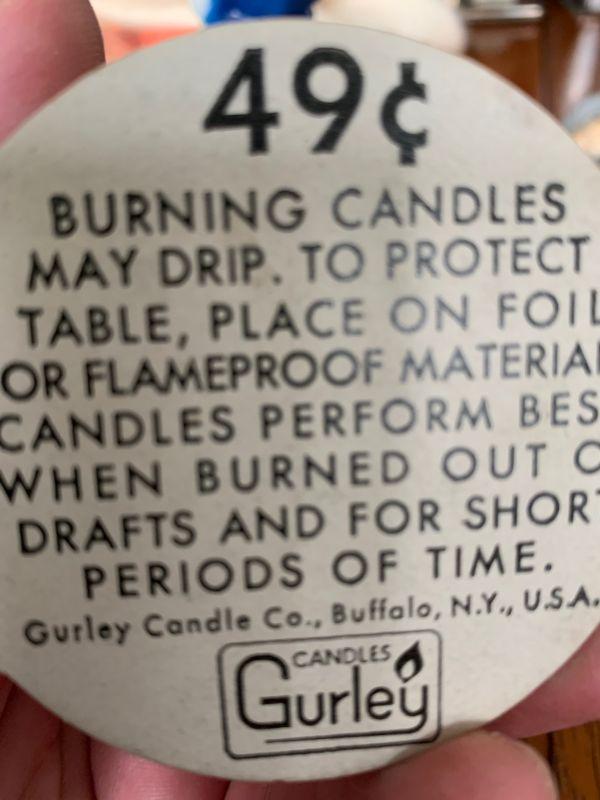 49¢
BURNING CANDLES
MAY DRIP. TO PROTECT
TABLE, PLACE ON FOIL
OR FLAMEPROOF MATERIAL
CANDLES PERFORM BES
WHEN BURNED OUT O
DRAFTS AND FOR SHORT
PERIODS OF TIME.
Gurley Candle Co., Buffalo, N.Y., U.S.A.
CANDLES
Gurley